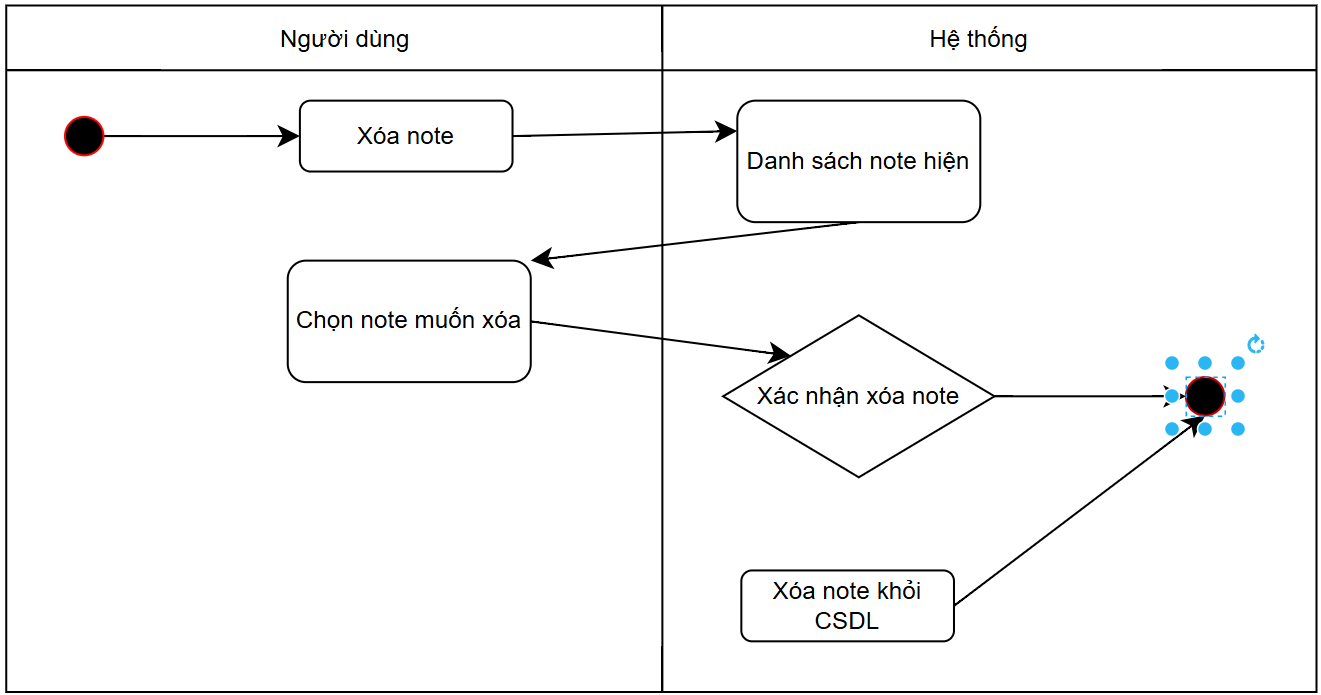 Người dùng
Hệ thống
Xóa note
Danh sách note hiện
Chọn note muốn xóa
Xác nhận xóa note
Xóa note khỏi
CSDL